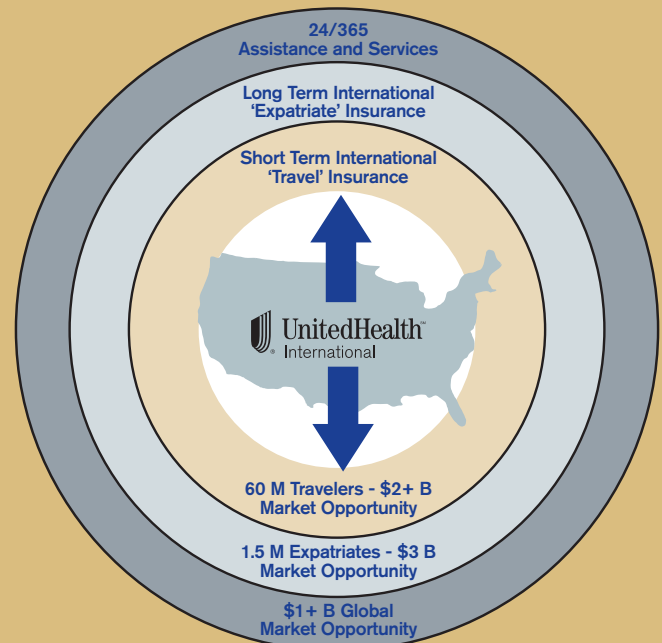 24/365
Assistance and Services
Long Term International
‘Expatriate’ Insurance
Short Term International
‘Travel’ Insurance
UnitedHealth™
International
®
60 M Travelers - $2+ B
Market Opportunity
1.5 M Expatriates - $3 B
Market Opportunity
$1+ B Global
Market Opportunity